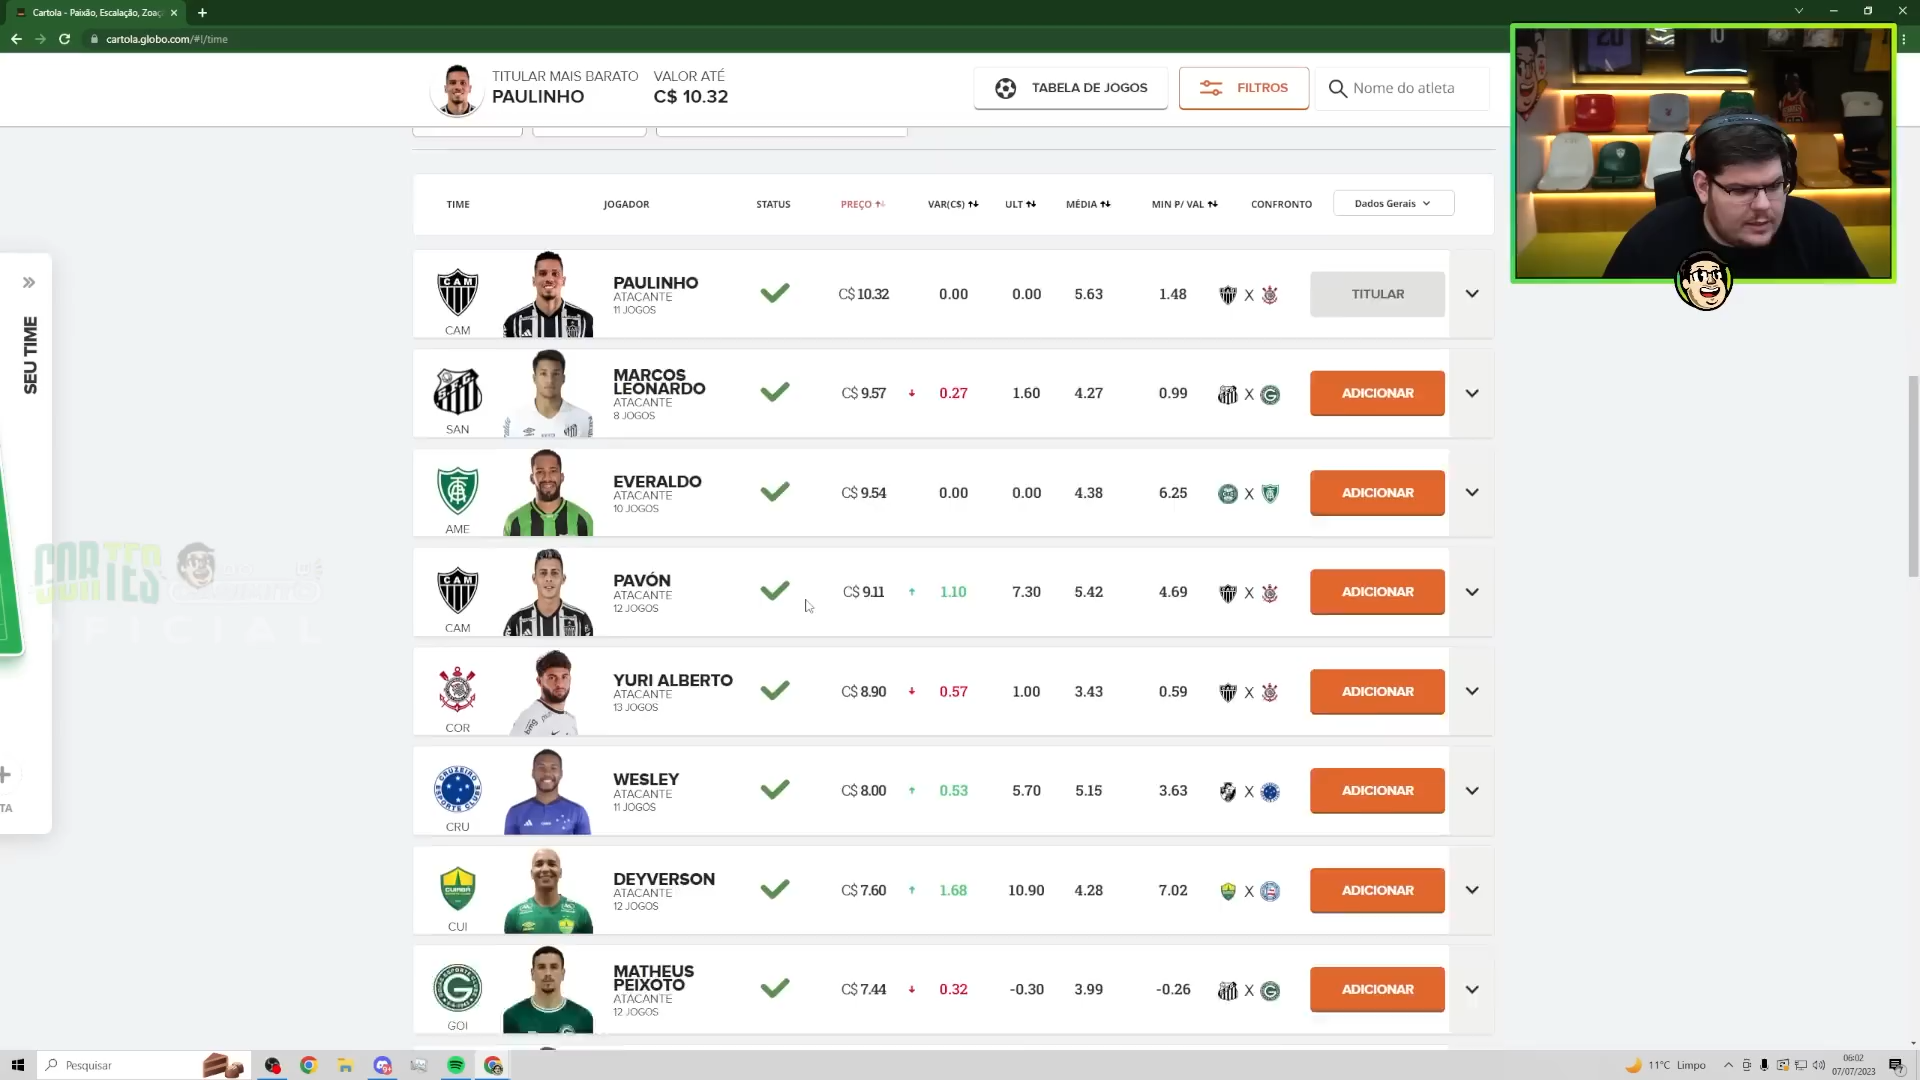 Cartola - Paixão, Escalação, Zoaç
cartola.globo.com/#!/time
TITULAR MAIS BARATO
PAULINHO
VALOR ATÉ
C$ 10.32
TABELA DE JOGOS
FILTROS
Nome do atleta
TIME JOGADOR STATUS PREÇO VAR(C$) ULT MÉDIA MIN P/ VAL CONFRONTO Dados Gerais
CAM
PAULINHO
ATACANTE
11 JOGOS
C$ 10.32 0.00 0.00 5.63 1.48 X TITULAR
SAN
MARCOS
LEONARDO
ATACANTE
8 JOGOS
C$ 9.57 0.27 1.60 4.27 0.99 X ADICIONAR
AME
EVERALDO
ATACANTE
10 JOGOS
C$ 9.54 0.00 0.00 4.38 6.25 X ADICIONAR
CAM
PAVÓN
ATACANTE
12 JOGOS
C$ 9.11 1.10 7.30 5.42 4.69 X ADICIONAR
COR
YURI ALBERTO
ATACANTE
13 JOGOS
C$ 8.90 0.57 1.00 3.43 0.59 X ADICIONAR
CRU
WESLEY
ATACANTE
11 JOGOS
C$ 8.00 0.53 5.70 5.15 3.63 X ADICIONAR
CUI
DEYVERSON
ATACANTE
12 JOGOS
C$ 7.60 1.68 10.90 4.28 7.02 X ADICIONAR
GOI
MATHEUS
PEIXOTO
ATACANTE
12 JOGOS
C$ 7.44 0.32 -0.30 3.99 -0.26 X ADICIONAR
SEU TIME
TA
CORTES
OFICIAL
Pesquisar
11°C Limpo
06:02
07/07/2023